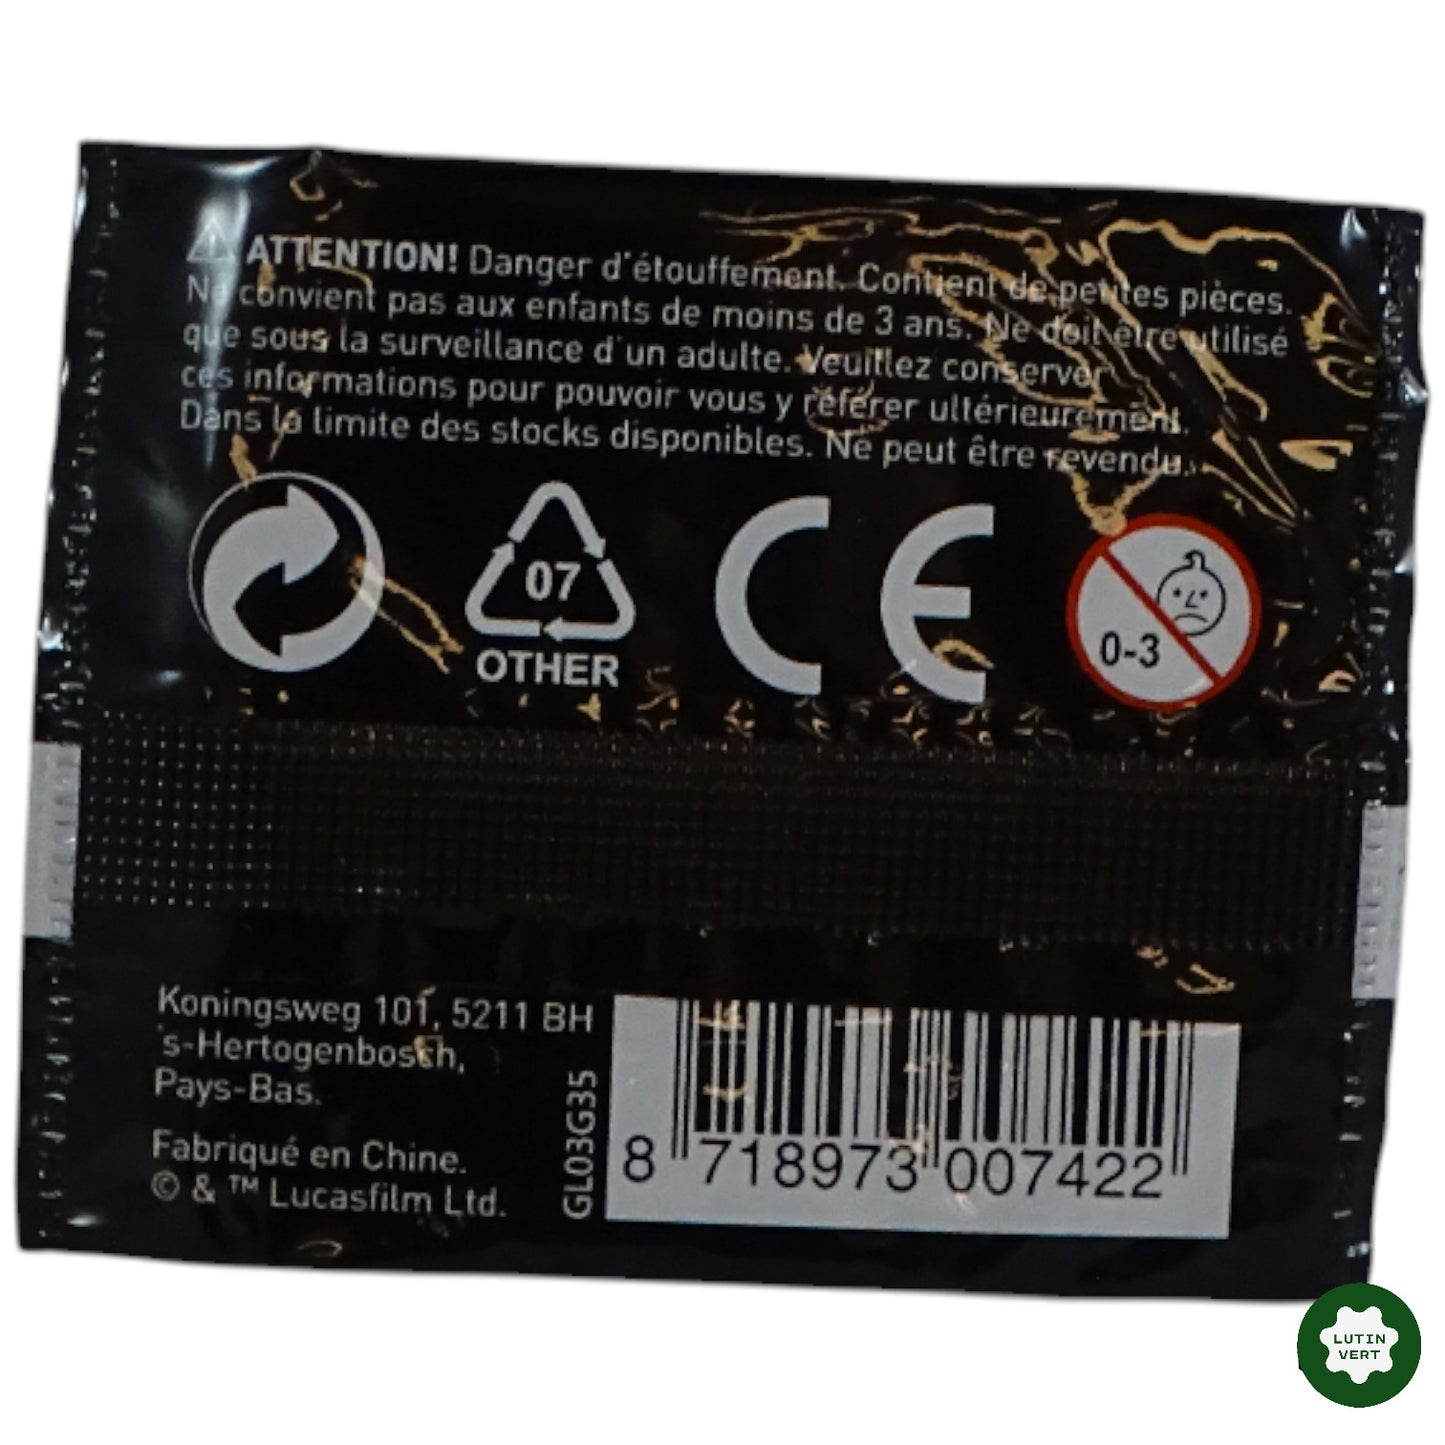 ATTENTION! Danger d'étouffement. Contient de petites pièces.
Ne convient pas aux enfants de moins de 3 ans. Ne doit être utilisé
que sous la surveillance d'un adulte. Veuillez conserver
ces informations pour pouvoir vous y référer ultérieurement.
Dans la limite des stocks disponibles. Ne peut être revendu.
07
OTHER
CE
0-3
Koningsweg 101, 5211 BH
's-Hertogenbosch,
Pays-Bas.
Fabriqué en Chine.
© & ™ Lucasfilm Ltd.
GL03G35
8 718973 007422
LUTIN
VERT